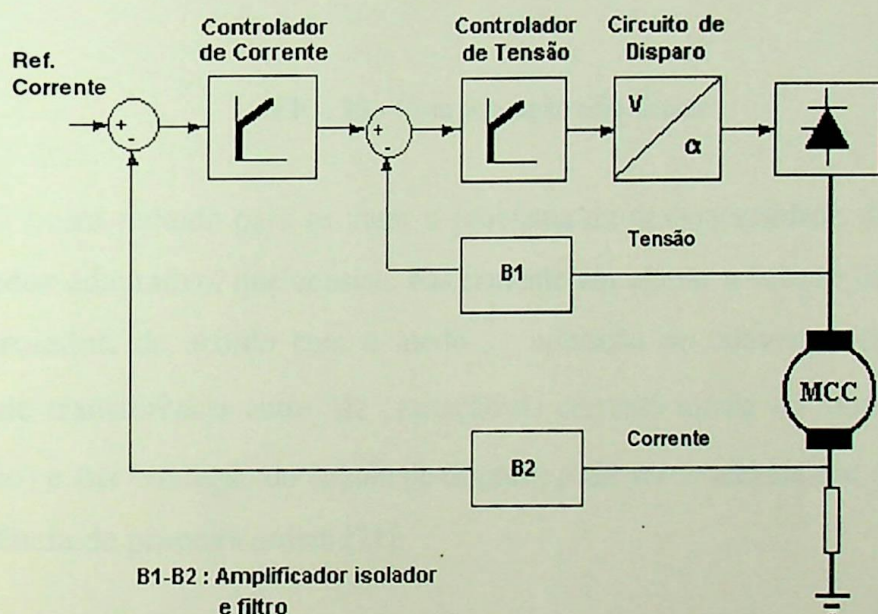 Controlador
de Corrente
Controlador
de Tensão
Circuito de
Disparo
Ref.
Corrente
+
-
+
-
V
α
B1
Tensão
MCC
B2
Corrente
B1-B2 : Amplificador isolador
e filtro